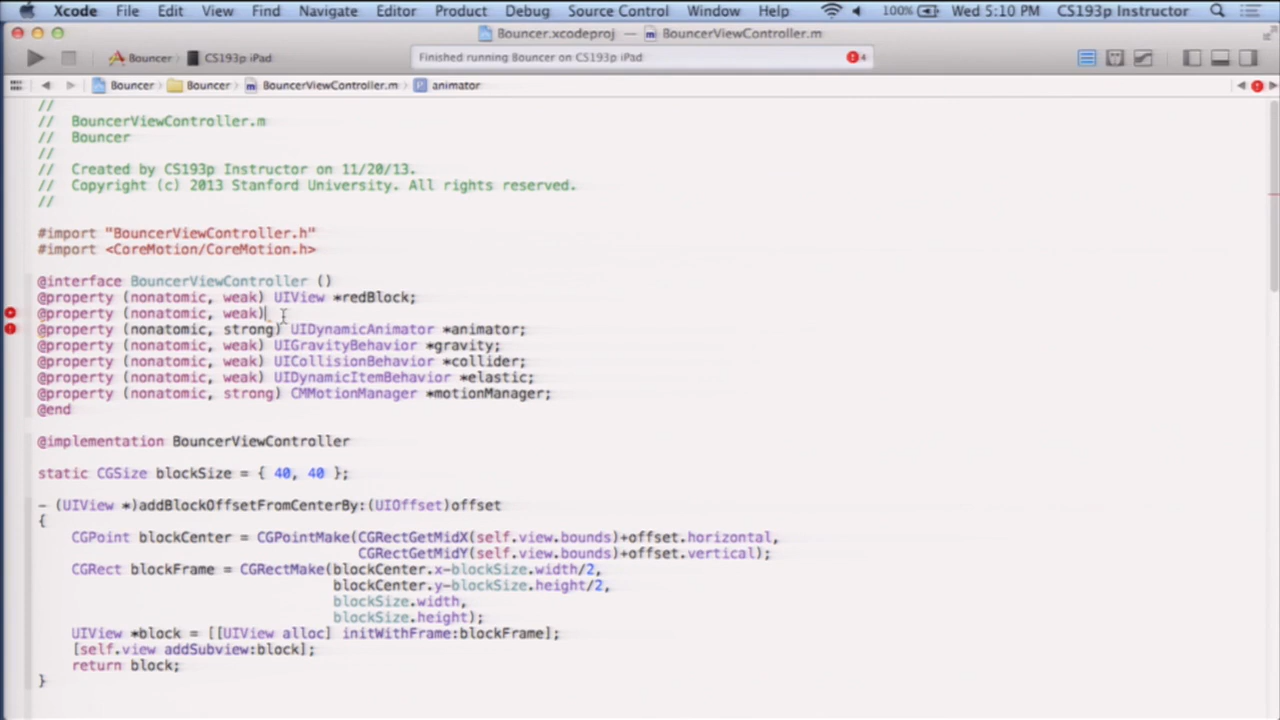 Xcode File Edit View Find Navigate Editor Product Debug Source Control Window Help 100% Wed 5:10 PM CS193p Instructor
Bouncer.xcodeproj — BouncerViewController.m
Bouncer CS193p iPad Finished running Bouncer on CS193p iPad 4
Bouncer Bouncer BouncerViewController.m animator
//
// BouncerViewController.m
// Bouncer
//
// Created by CS193p Instructor on 11/20/13.
// Copyright (c) 2013 Stanford University. All rights reserved.
//
#import "BouncerViewController.h"
#import <CoreMotion/CoreMotion.h>
@interface BouncerViewController ()
@property (nonatomic, weak) UIView *redBlock;
@property (nonatomic, weak)
@property (nonatomic, strong) UIDynamicAnimator *animator;
@property (nonatomic, weak) UIGravityBehavior *gravity;
@property (nonatomic, weak) UICollisionBehavior *collider;
@property (nonatomic, weak) UIDynamicItemBehavior *elastic;
@property (nonatomic, strong) CMMotionManager *motionManager;
@end
@implementation BouncerViewController
static CGSize blockSize = { 40, 40 };
- (UIView *)addBlockOffsetFromCenterBy:(UIOffset)offset
{
CGPoint blockCenter = CGPointMake(CGRectGetMidX(self.view.bounds)+offset.horizontal,
CGRectGetMidY(self.view.bounds)+offset.vertical);
CGRect blockFrame = CGRectMake(blockCenter.x-blockSize.width/2,
blockCenter.y-blockSize.height/2,
blockSize.width,
blockSize.height);
UIView *block = [[UIView alloc] initWithFrame:blockFrame];
[self.view addSubview:block];
return block;
}